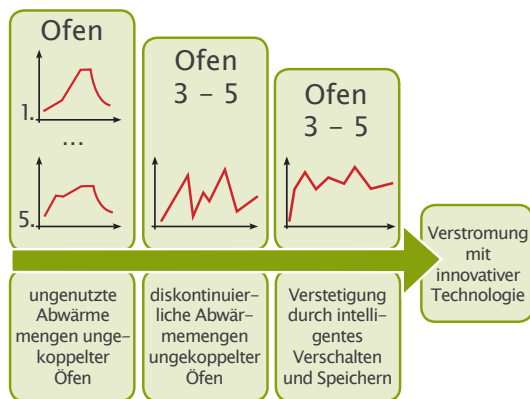 Ofen
1.
...
5.
Ofen
3 – 5
Ofen
3 – 5
ungenutzte
Abwärme
mengen unge-
koppelter
Öfen
diskontinuier-
liche Abwär-
memengen
ungekoppelter
Öfen
Verstetigung
durch intelli-
gentes
Verschalten
und Speichern
Verstromung
mit
innovativer
Technologie